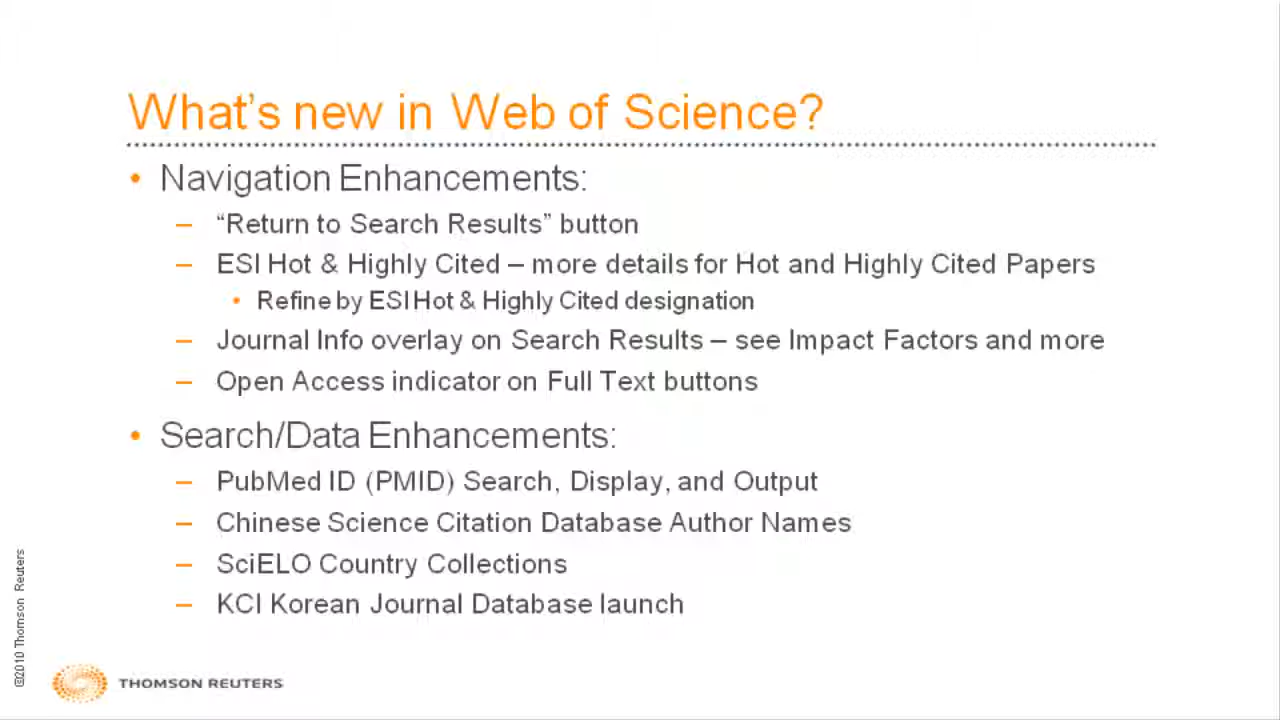 What's new in Web of Science?
• Navigation Enhancements:
– “Return to Search Results” button
– ESI Hot & Highly Cited – more details for Hot and Highly Cited Papers
• Refine by ESI Hot & Highly Cited designation
– Journal Info overlay on Search Results – see Impact Factors and more
– Open Access indicator on Full Text buttons
• Search/Data Enhancements:
– PubMed ID (PMID) Search, Display, and Output
– Chinese Science Citation Database Author Names
– SciELO Country Collections
– KCI Korean Journal Database launch
©2010 Thomson Reuters
THOMSON REUTERS